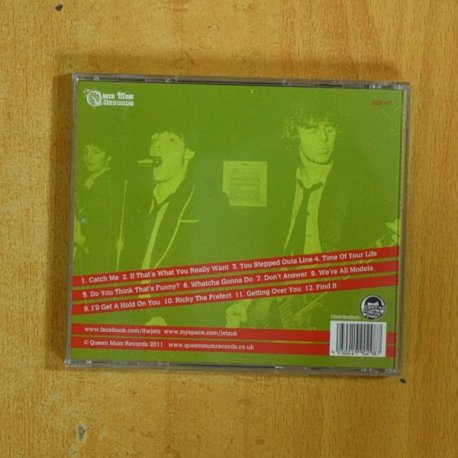 Queen Mum
Records
1. Catch Me 2. If That's What You Really Want 3. You Stepped Outa Line 4. Time Of Your Life
5. Do You Think That's Funny? 6. Whatcha Gonna Do 7. Don't Answer 8. We're All Models
9. I'll Get A Hold On You 10. Ricky The Prefect 11. Getting Over You 12. Find It
www.facebook.com/thejetz www.myspace.com/jetzuk
© Queen Mum Records 2011 www.queenmumrecords.co.uk
Distribution: